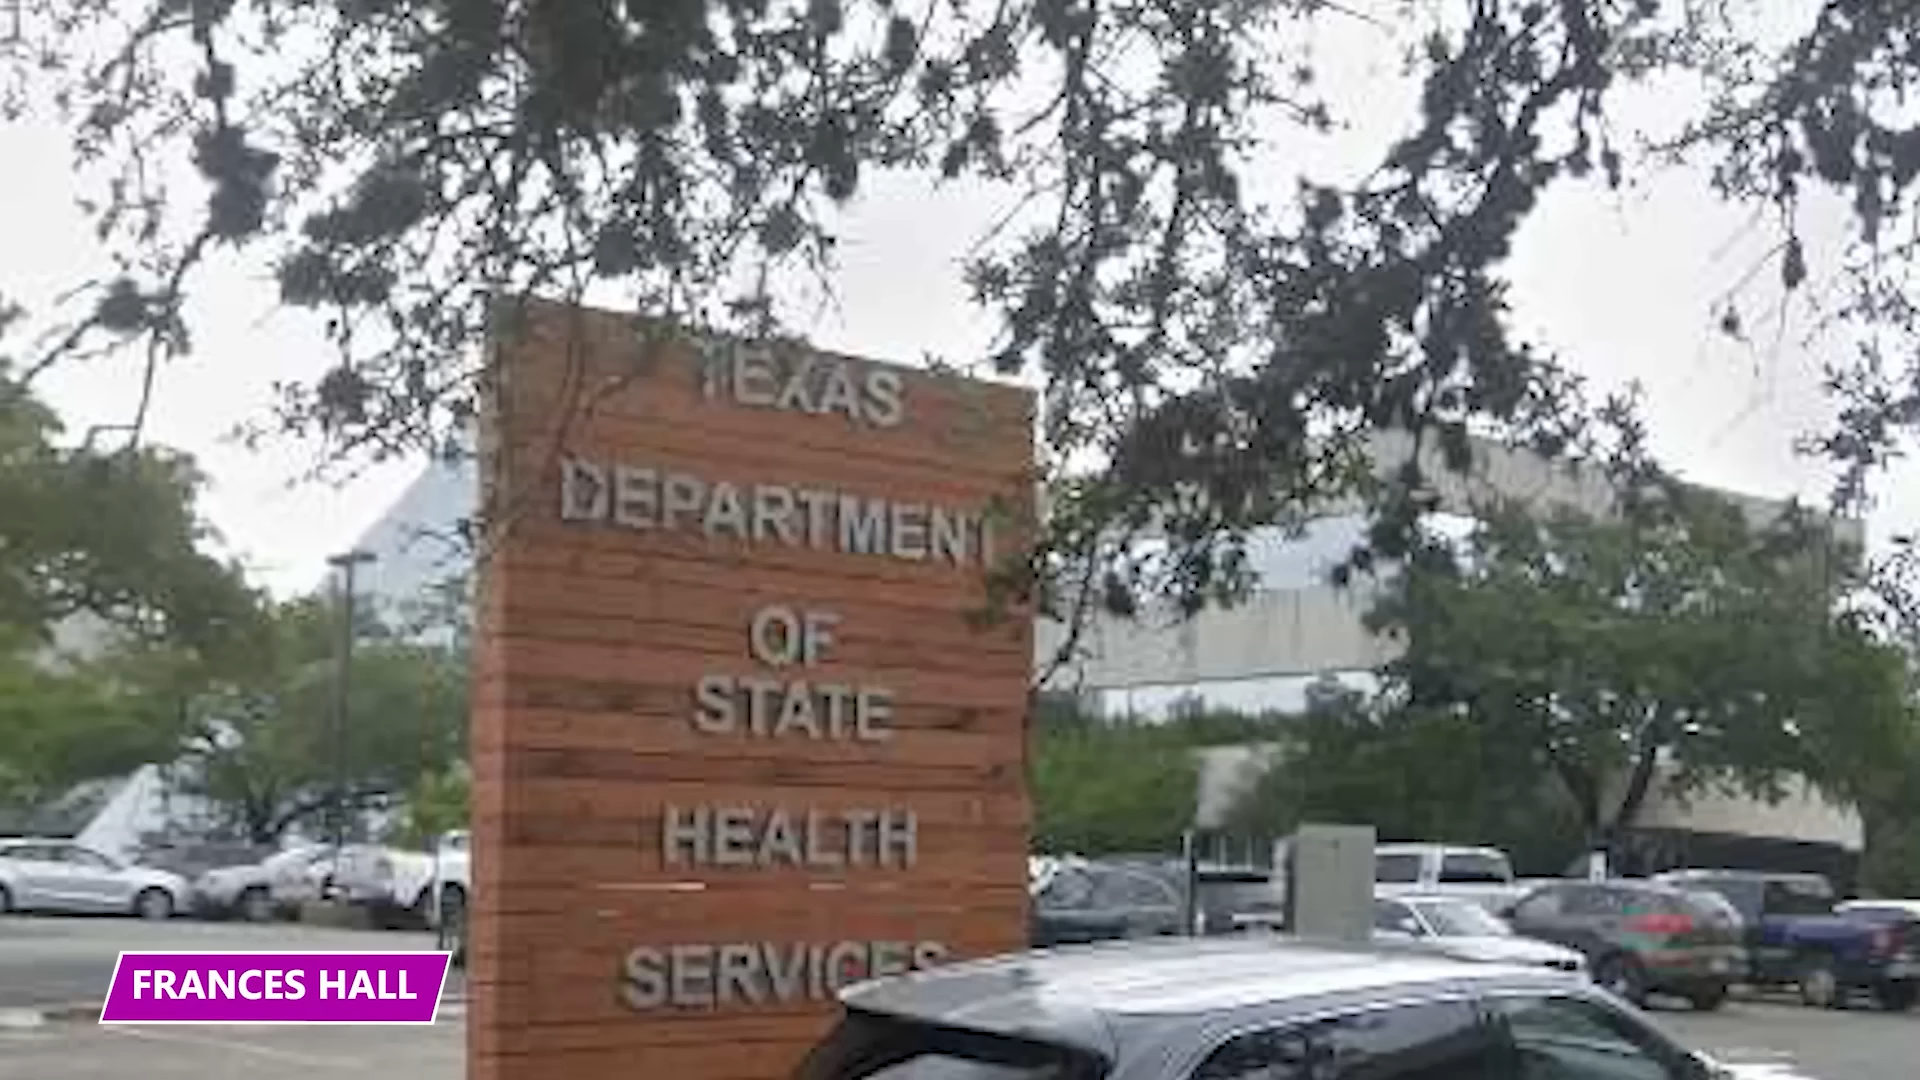 TEXAS
DEPARTMENT
OF
STATE
HEALTH
SERVICES
FRANCES HALL